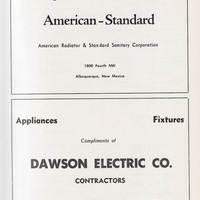 American-Standard
American Radiator & Standard Sanitary Corporation
1800 Fourth NW
Albuquerque, New Mexico
Appliances Fixtures
Compliments of
DAWSON ELECTRIC CO.
CONTRACTORS